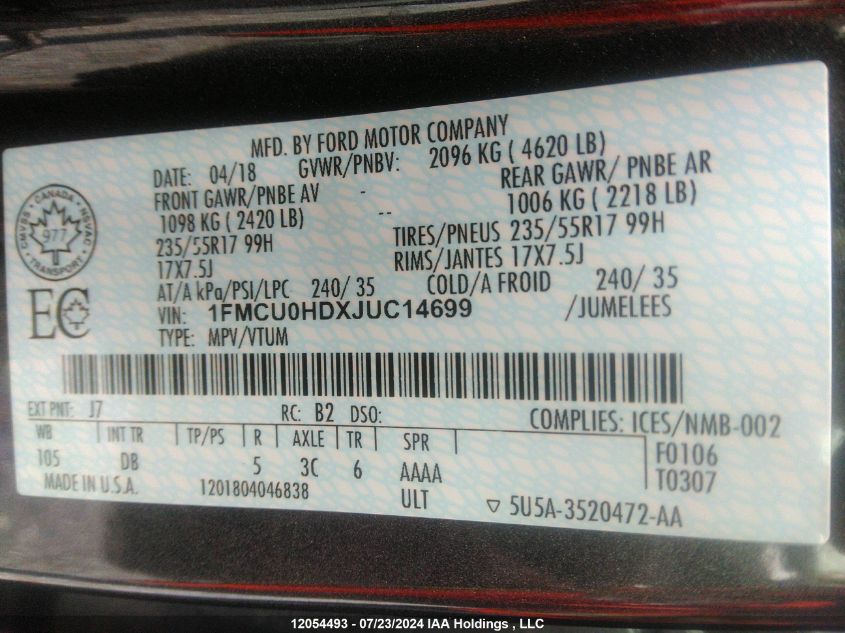 MFD. BY FORD MOTOR COMPANY
DATE: 04/18 GVWR/PNBV: 2096 KG ( 4620 LB)
FRONT GAWR/PNBE AV - REAR GAWR/ PNBE AR
1098 KG ( 2420 LB) -- 1006 KG ( 2218 LB)
235/55R17 99H TIRES/PNEUS 235/55R17 99H
17X7.5J RIMS/JANTES 17X7.5J
AT/A kPa/PSI/LPC 240/ 35 COLD/A FROID 240/ 35
VIN: 1FMCU0HDXJUC14699 /JUMELEES
TYPE: MPV/VTUM
CANADA
CMVSS NSVAC
977
TRANSPORT
EC
EXT PNT: J7 RC: B2 DSO: COMPLIES: ICES/NMB-002
WB INT TR TP/PS R AXLE TR SPR F0106
105 DB 5 3C 6 AAAA T0307
MADE IN U.S.A. 1201804046838 ULT ▽ 5U5A-3520472-AA
12054493 - 07/23/2024 IAA Holdings , LLC